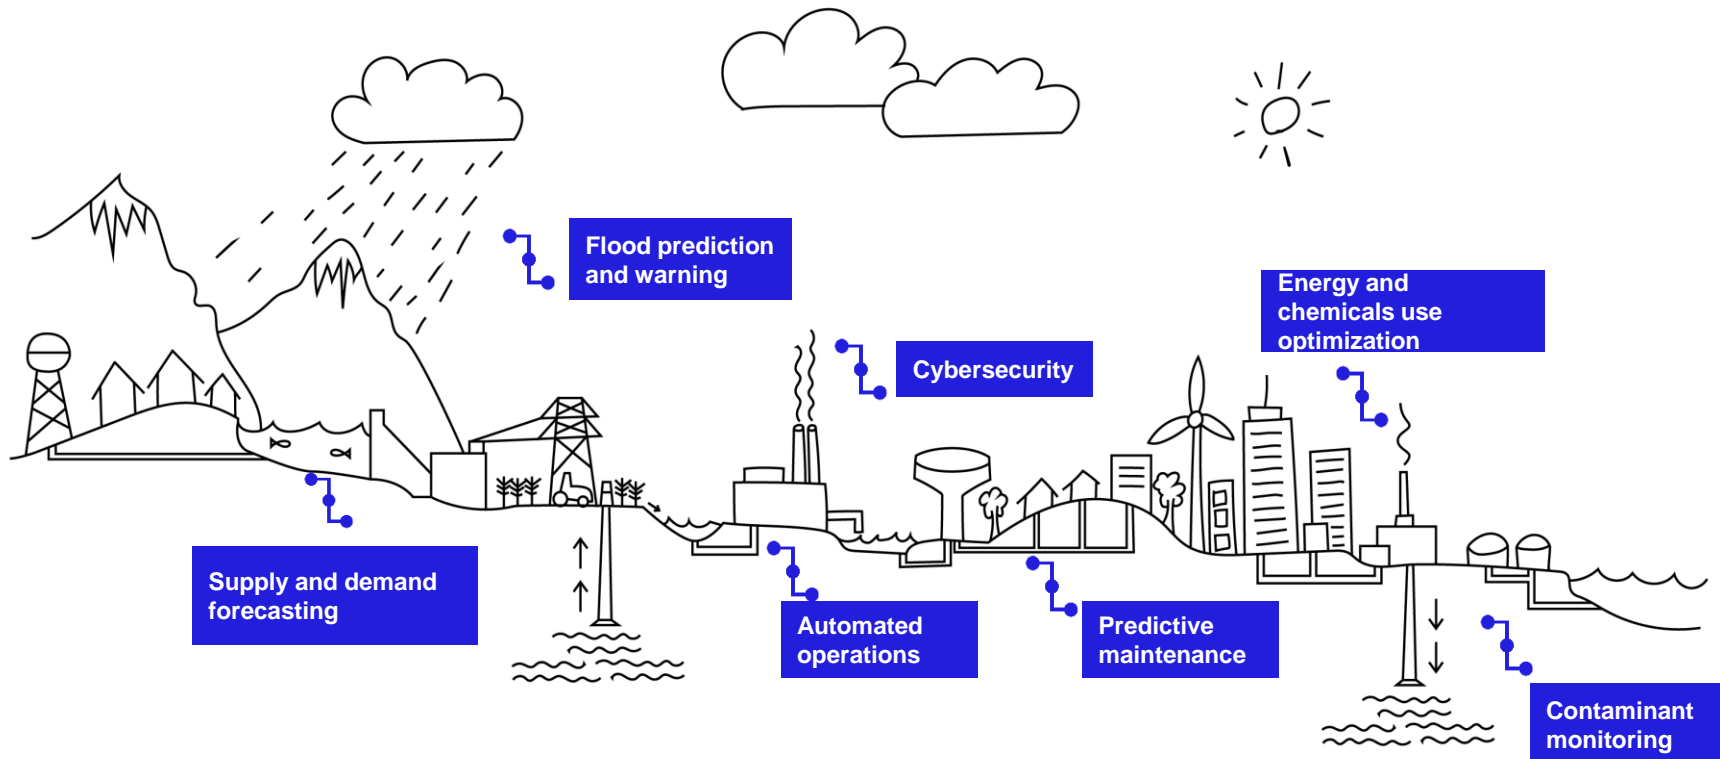 Flood prediction
and warning
Energy and
chemicals use
optimization
Cybersecurity
Supply and demand
forecasting
Automated
operations
Predictive
maintenance
Contaminant
monitoring